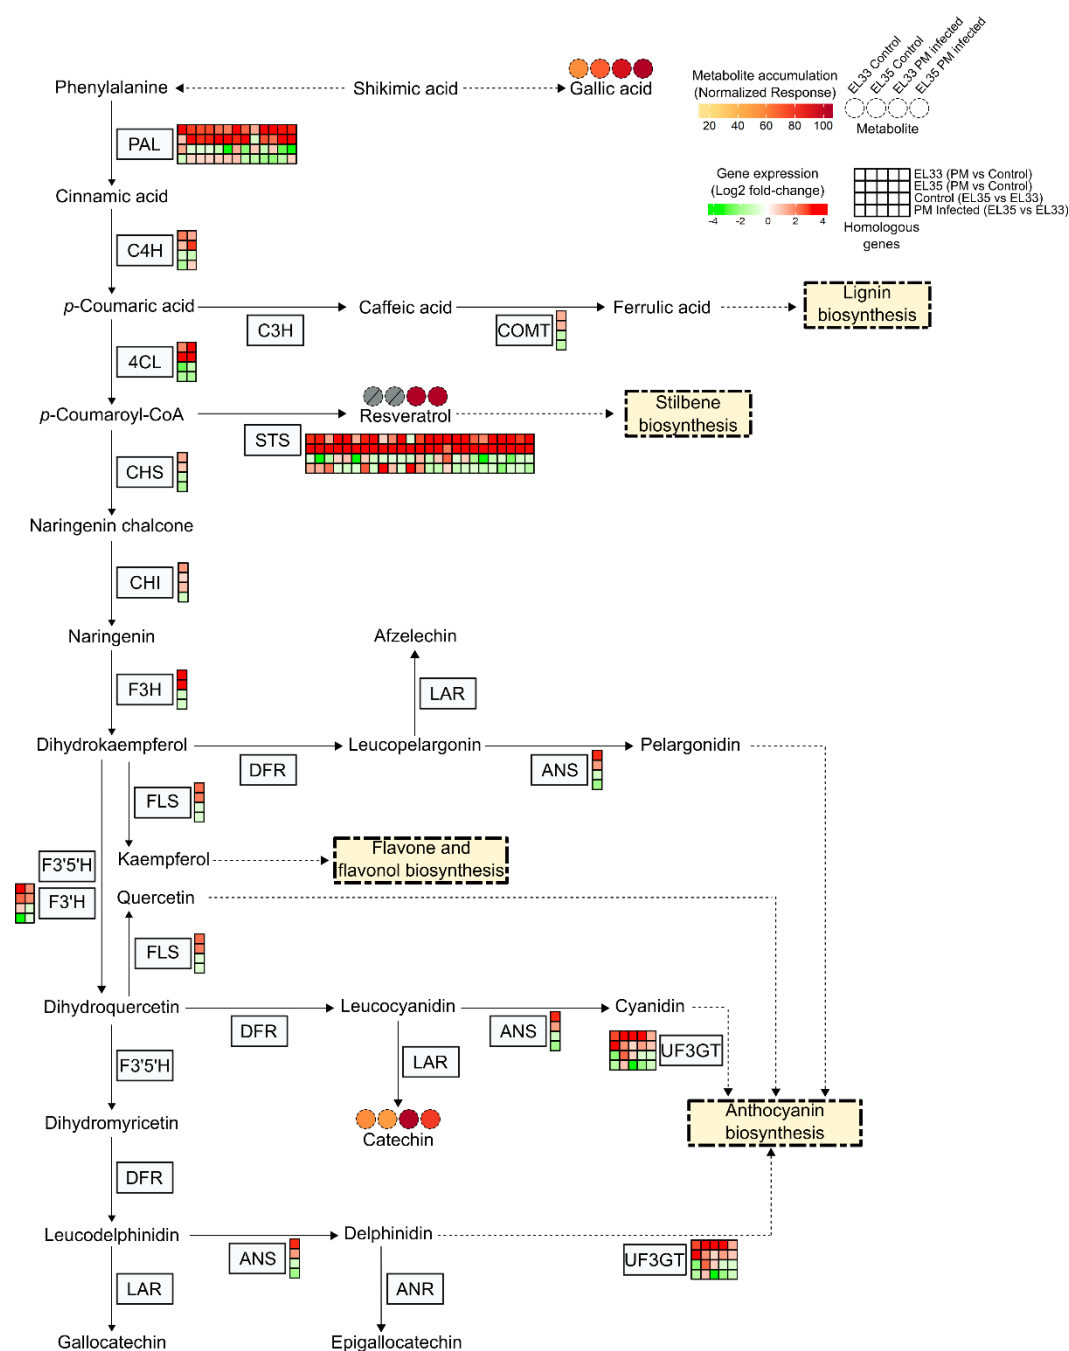 EL33 Control
EL35 Control
EL33 PM infected
EL35 PM infected
Metabolite accumulation
(Normalized Response)
20 40 60 80 100
Metabolite
Phenylalanine
Shikimic acid
Gallic acid
PAL
Gene expression
(Log2 fold-change)
-4 -2 0 2 4
EL33 (PM vs Control)
EL35 (PM vs Control)
Control (EL35 vs EL33)
PM Infected (EL35 vs EL33)
Homologous
genes
Cinnamic acid
C4H
p-Coumaric acid
Caffeic acid
Ferrulic acid
Lignin
biosynthesis
C3H
COMT
4CL
p-Coumaroyl-CoA
Resveratrol
Stilbene
biosynthesis
STS
CHS
Naringenin chalcone
CHI
Naringenin
Afzelechin
F3H
LAR
Dihydrokaempferol
Leucopelargonin
Pelargonidin
DFR
ANS
FLS
F3'5'H
Kaempferol
Flavone and
flavonol biosynthesis
F3'H
Quercetin
FLS
Dihydroquercetin
Leucocyanidin
Cyanidin
DFR
ANS
UF3GT
F3'5'H
LAR
Dihydromyricetin
Catechin
Anthocyanin
biosynthesis
DFR
Leucodelphinidin
Delphinidin
ANS
UF3GT
LAR
ANR
Gallocatechin
Epigallocatechin